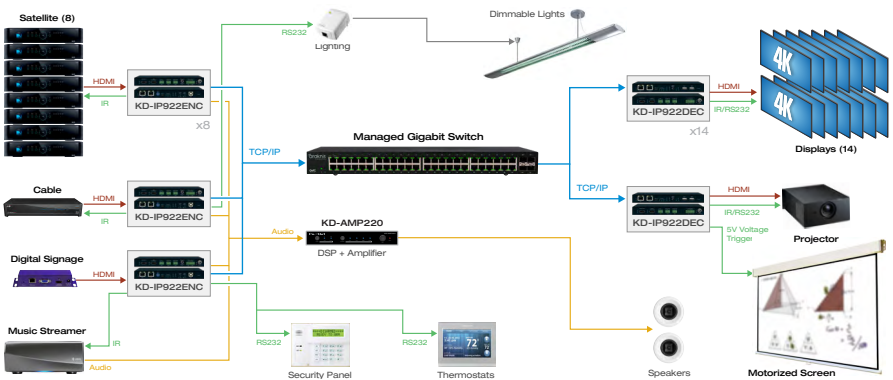 Satellite (8)
HDMI
IR
KD-IP922ENC
x8
RS232
Lighting
Dimmable Lights
TCP/IP
Managed Gigabit Switch
KD-IP922DEC
x14
HDMI
IR/RS232
4K
4K
Displays (14)
Cable
HDMI
IR
KD-IP922ENC
Audio
KD-AMP220
DSP + Amplifier
TCP/IP
KD-IP922DEC
HDMI
IR/RS232
5V Voltage
Trigger
Projector
Digital Signage
HDMI
KD-IP922ENC
Music Streamer
IR
Audio
RS232
Security Panel
RS232
72°
Thermostats
Speakers
Motorized Screen